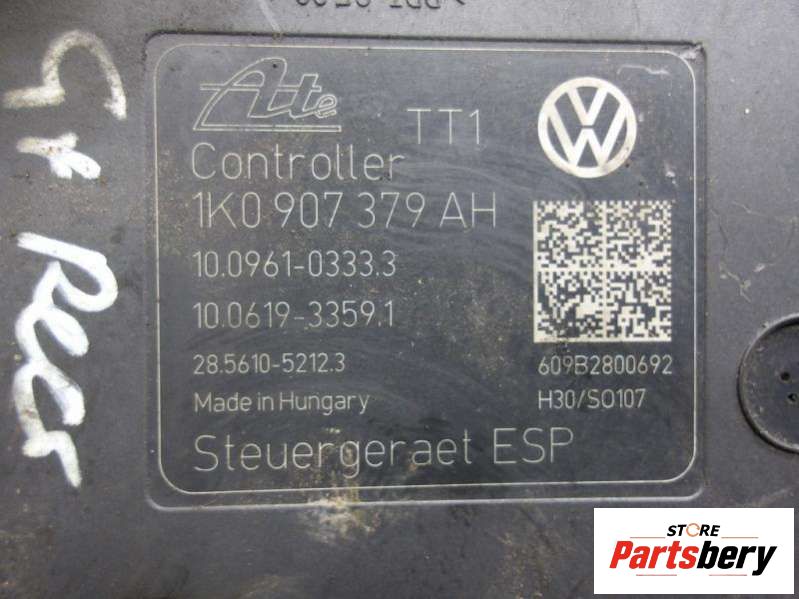 Ate
TT1
Controller
1K0 907 379 AH
10.0961-0333.3
10.0619-3359.1
28.5610-5212.3
609B2800692
Made in Hungary
H30/SO107
Steuergeraet ESP
STORE
Partsbery